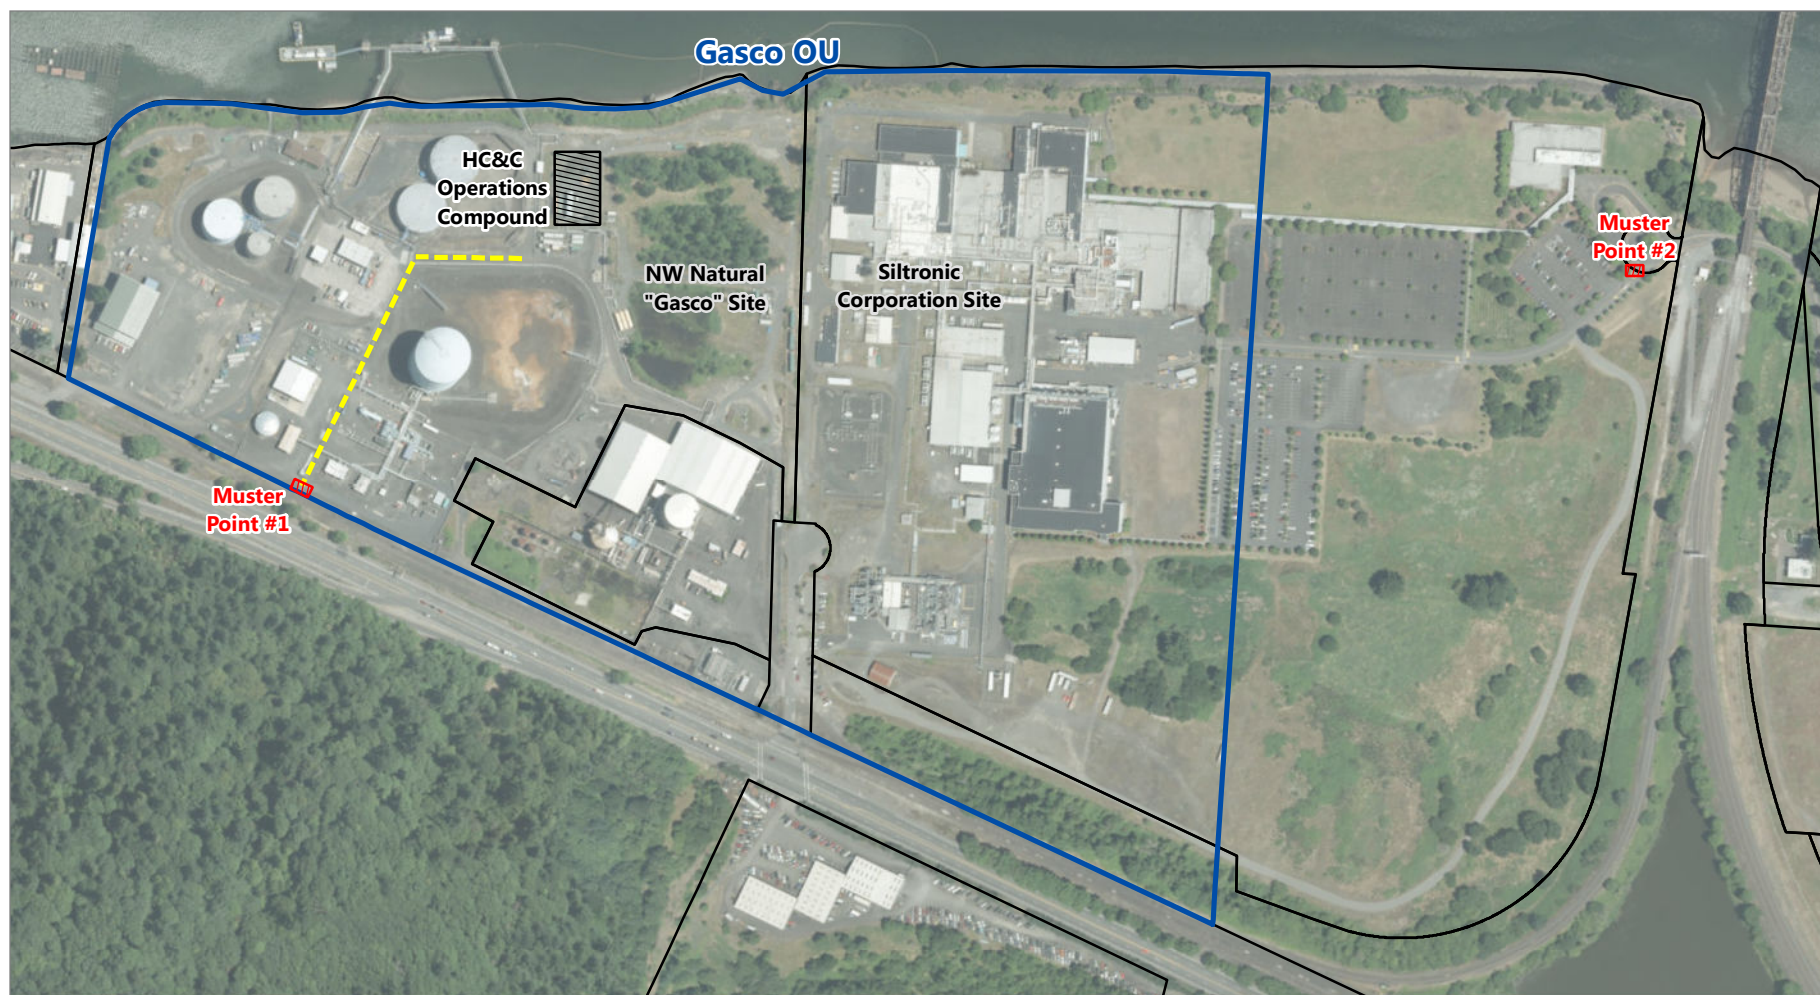 Gasco OU
HC&C
Operations
Compound
NW Natural
"Gasco" Site
Siltronic
Corporation Site
Muster
Point #2
Muster
Point #1